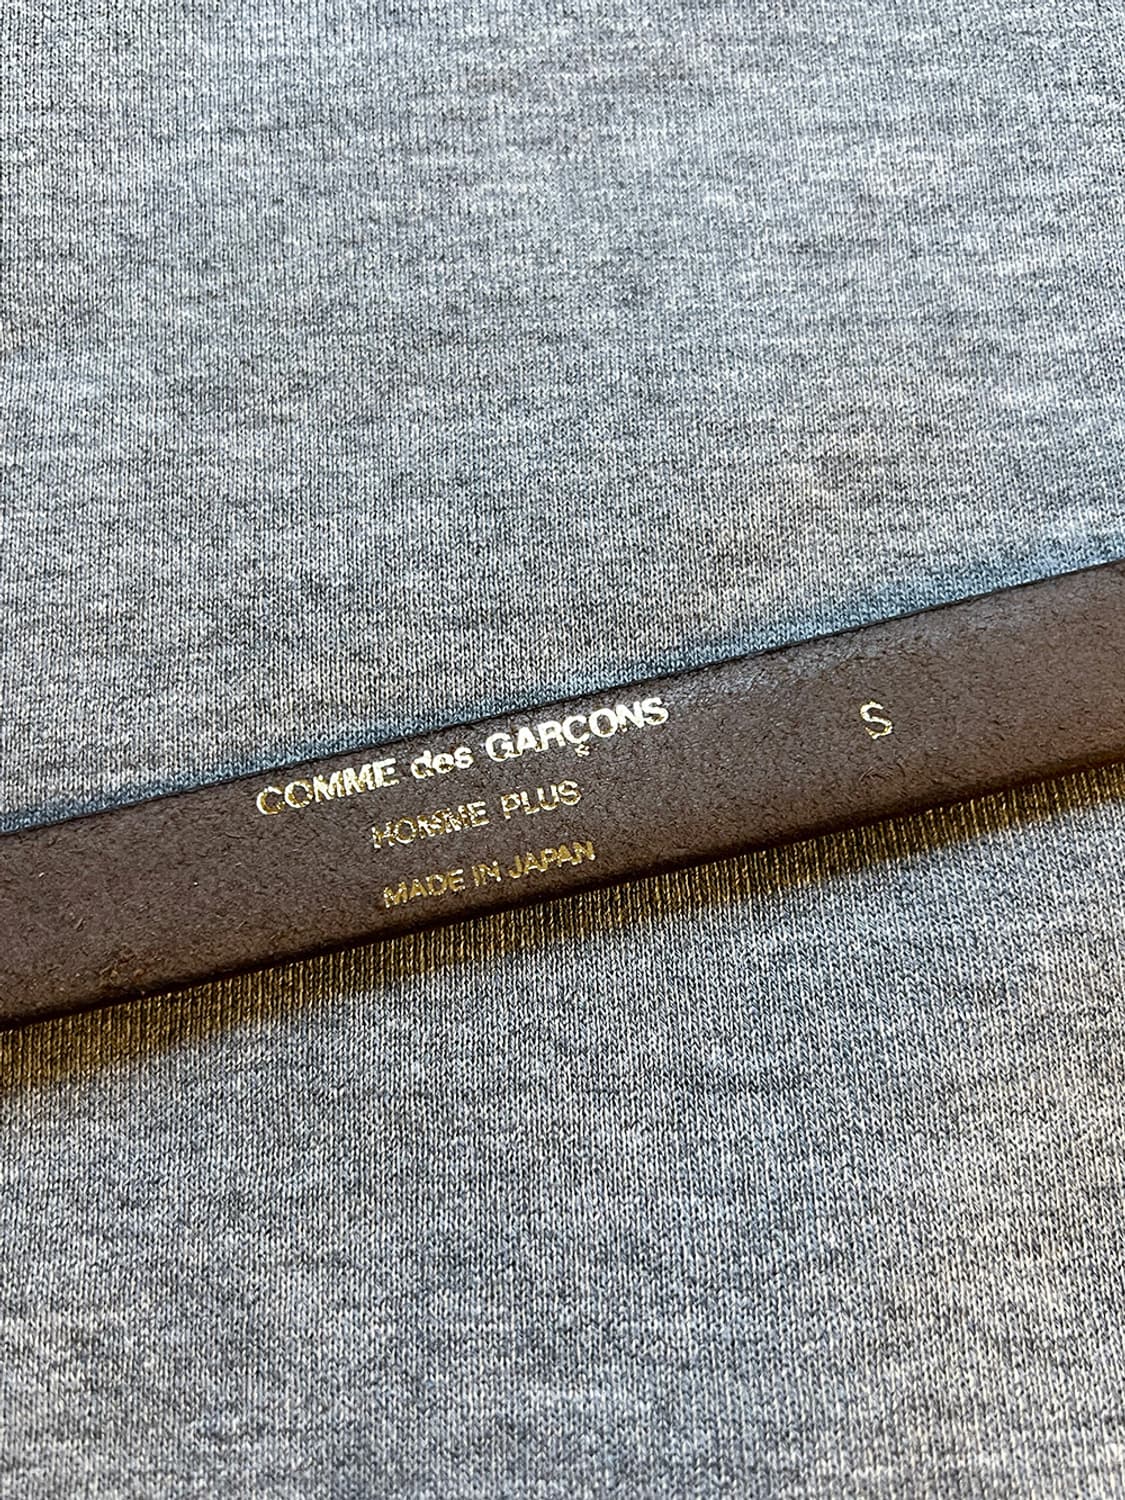 COMME des GARÇONS
HOMME PLUS
MADE IN JAPAN
S